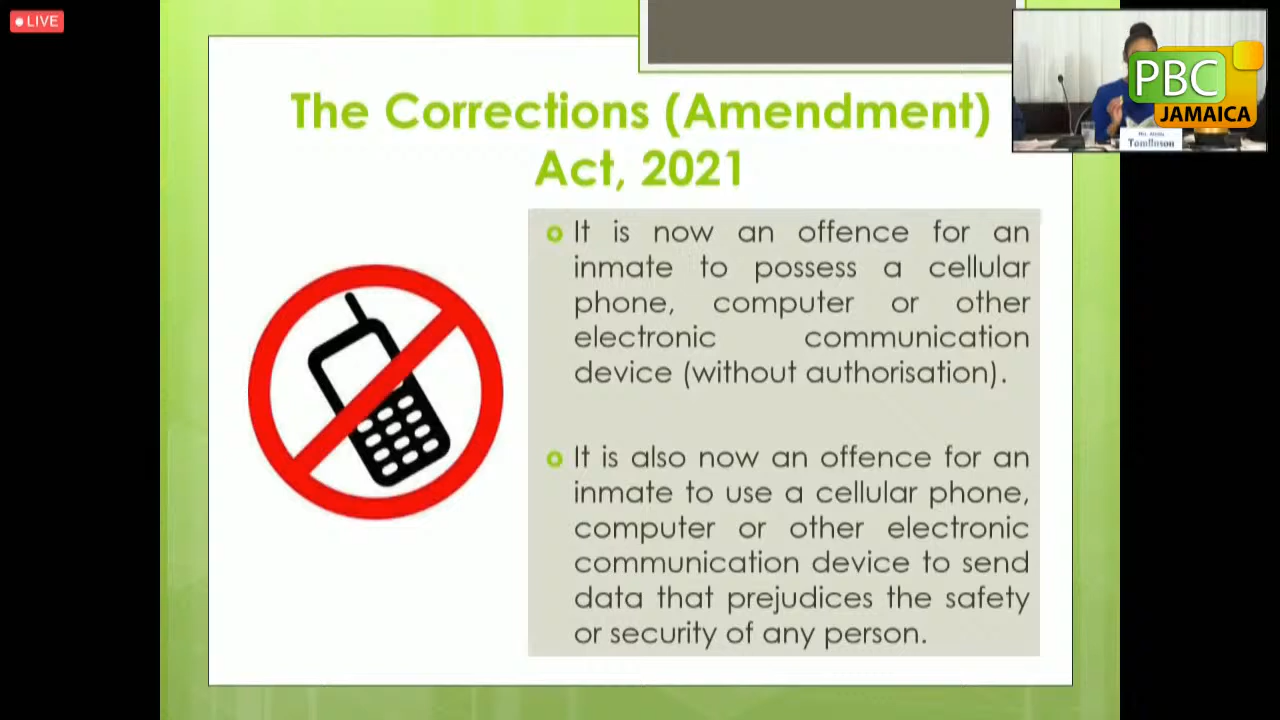 LIVE
PBC
JAMAICA
Tomlinson
The Corrections (Amendment)
Act, 2021
o It is now an offence for an
inmate to possess a cellular
phone, computer or other
electronic communication
device (without authorisation).
o It is also now an offence for an
inmate to use a cellular phone,
computer or other electronic
communication device to send
data that prejudices the safety
or security of any person.